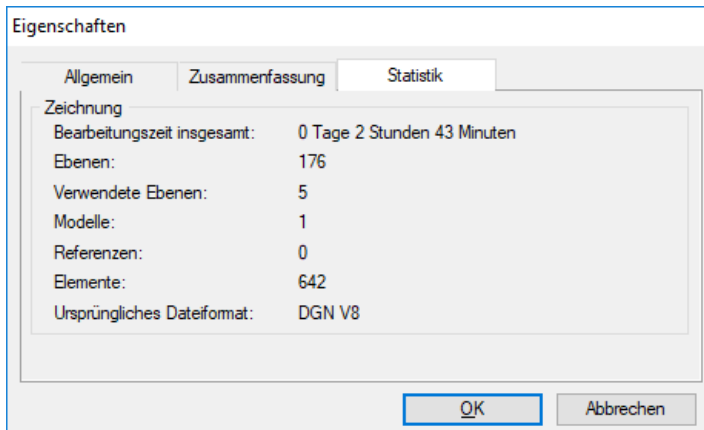 Eigenschaften
Allgemein Zusammenfassung Statistik
Zeichnung
Bearbeitungszeit insgesamt: 0 Tage 2 Stunden 43 Minuten
Ebenen: 176
Verwendete Ebenen: 5
Modelle: 1
Referenzen: 0
Elemente: 642
Ursprüngliches Dateiformat: DGN V8
OK Abbrechen